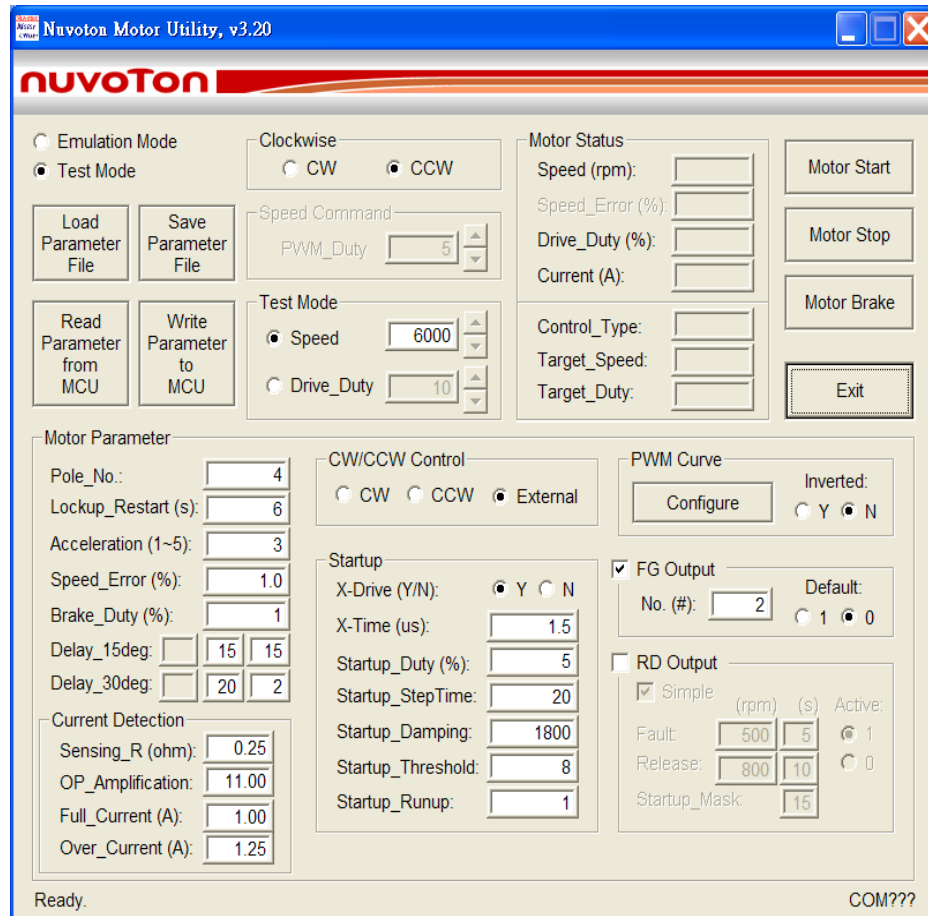 Nuvoton Motor Utility, v3.20
nuvoTon
Emulation Mode
Test Mode
Load
Parameter
File
Save
Parameter
File
Read
Parameter
from
MCU
Write
Parameter
to
MCU
Clockwise
CW CCW
Speed Command
PWM_Duty 5
Test Mode
Speed 6000
Drive_Duty 10
Motor Status
Speed (rpm):
Speed_Error (%):
Drive_Duty (%):
Current (A):
Control_Type:
Target_Speed:
Target_Duty:
Motor Start
Motor Stop
Motor Brake
Exit
Motor Parameter
Pole_No.: 4
Lockup_Restart (s): 6
Acceleration (1~5): 3
Speed_Error (%): 1.0
Brake_Duty (%): 1
Delay_15deg: 15 15
Delay_30deg: 20 2
Current Detection
Sensing_R (ohm): 0.25
OP_Amplification: 11.00
Full_Current (A): 1.00
Over_Current (A): 1.25
CW/CCW Control
CW CCW External
Startup
X-Drive (Y/N): Y N
X-Time (us): 1.5
Startup_Duty (%): 5
Startup_StepTime: 20
Startup_Damping: 1800
Startup_Threshold: 8
Startup_Runup: 1
PWM Curve
Configure
Inverted:
Y N
FG Output
No. (#): 2
Default:
1 0
RD Output
Simple
(rpm) (s) Active:
Fault: 500 5 1
Release: 800 10 0
Startup_Mask: 15
Ready.
COM???